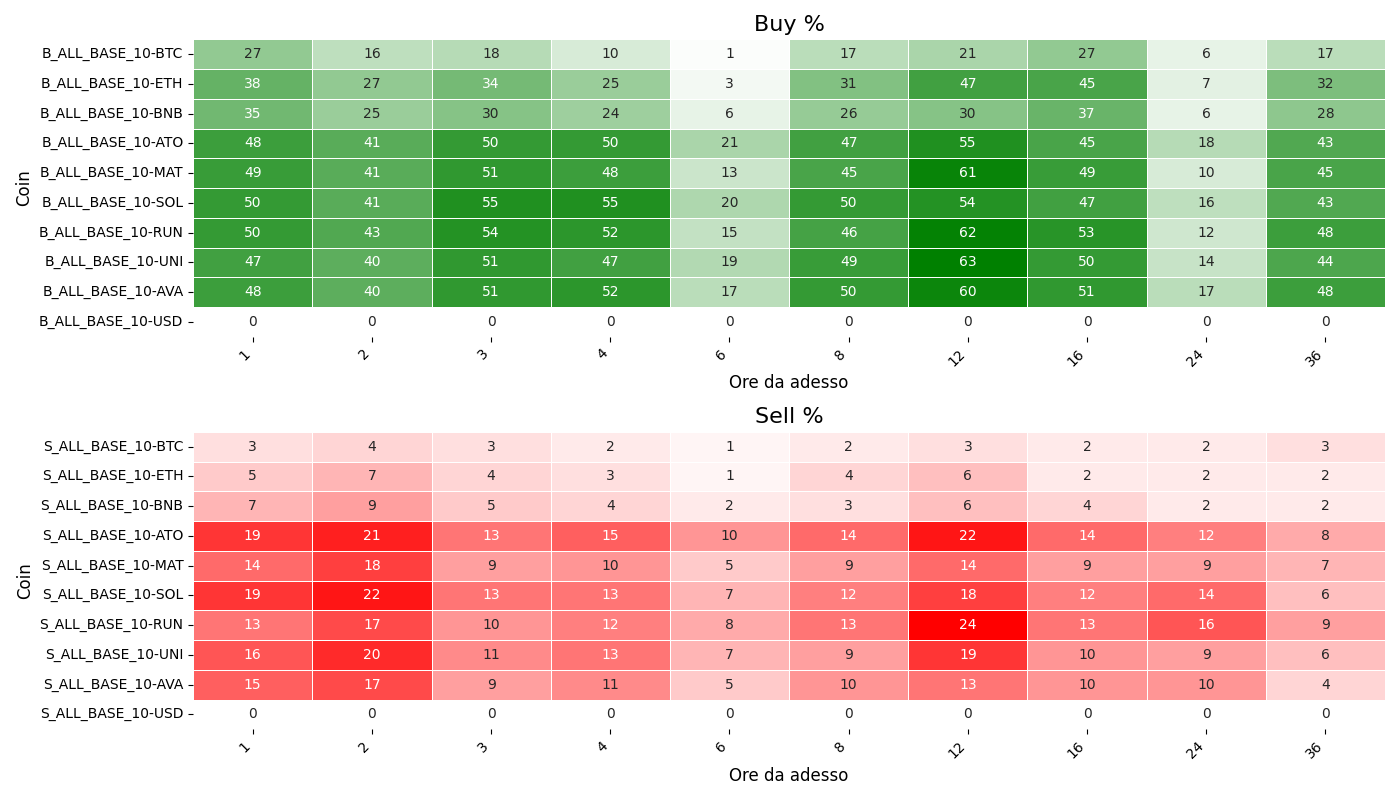 Buy %
Coin
B_ALL_BASE_10-BTC 27 16 18 10 1 17 21 27 6 17
B_ALL_BASE_10-ETH 38 27 34 25 3 31 47 45 7 32
B_ALL_BASE_10-BNB 35 25 30 24 6 26 30 37 6 28
B_ALL_BASE_10-ATO 48 41 50 50 21 47 55 45 18 43
B_ALL_BASE_10-MAT 49 41 51 48 13 45 61 49 10 45
B_ALL_BASE_10-SOL 50 41 55 55 20 50 54 47 16 43
B_ALL_BASE_10-RUN 50 43 54 52 15 46 62 53 12 48
B_ALL_BASE_10-UNI 47 40 51 47 19 49 63 50 14 44
B_ALL_BASE_10-AVA 48 40 51 52 17 50 60 51 17 48
B_ALL_BASE_10-USD 0 0 0 0 0 0 0 0 0 0
1 2 3 4 6 8 12 16 24 36
Ore da adesso
Sell %
Coin
S_ALL_BASE_10-BTC 3 4 3 2 1 2 3 2 2 3
S_ALL_BASE_10-ETH 5 7 4 3 1 4 6 2 2 2
S_ALL_BASE_10-BNB 7 9 5 4 2 3 6 4 2 2
S_ALL_BASE_10-ATO 19 21 13 15 10 14 22 14 12 8
S_ALL_BASE_10-MAT 14 18 9 10 5 9 14 9 9 7
S_ALL_BASE_10-SOL 19 22 13 13 7 12 18 12 14 6
S_ALL_BASE_10-RUN 13 17 10 12 8 13 24 13 16 9
S_ALL_BASE_10-UNI 16 20 11 13 7 9 19 10 9 6
S_ALL_BASE_10-AVA 15 17 9 11 5 10 13 10 10 4
S_ALL_BASE_10-USD 0 0 0 0 0 0 0 0 0 0
1 2 3 4 6 8 12 16 24 36
Ore da adesso